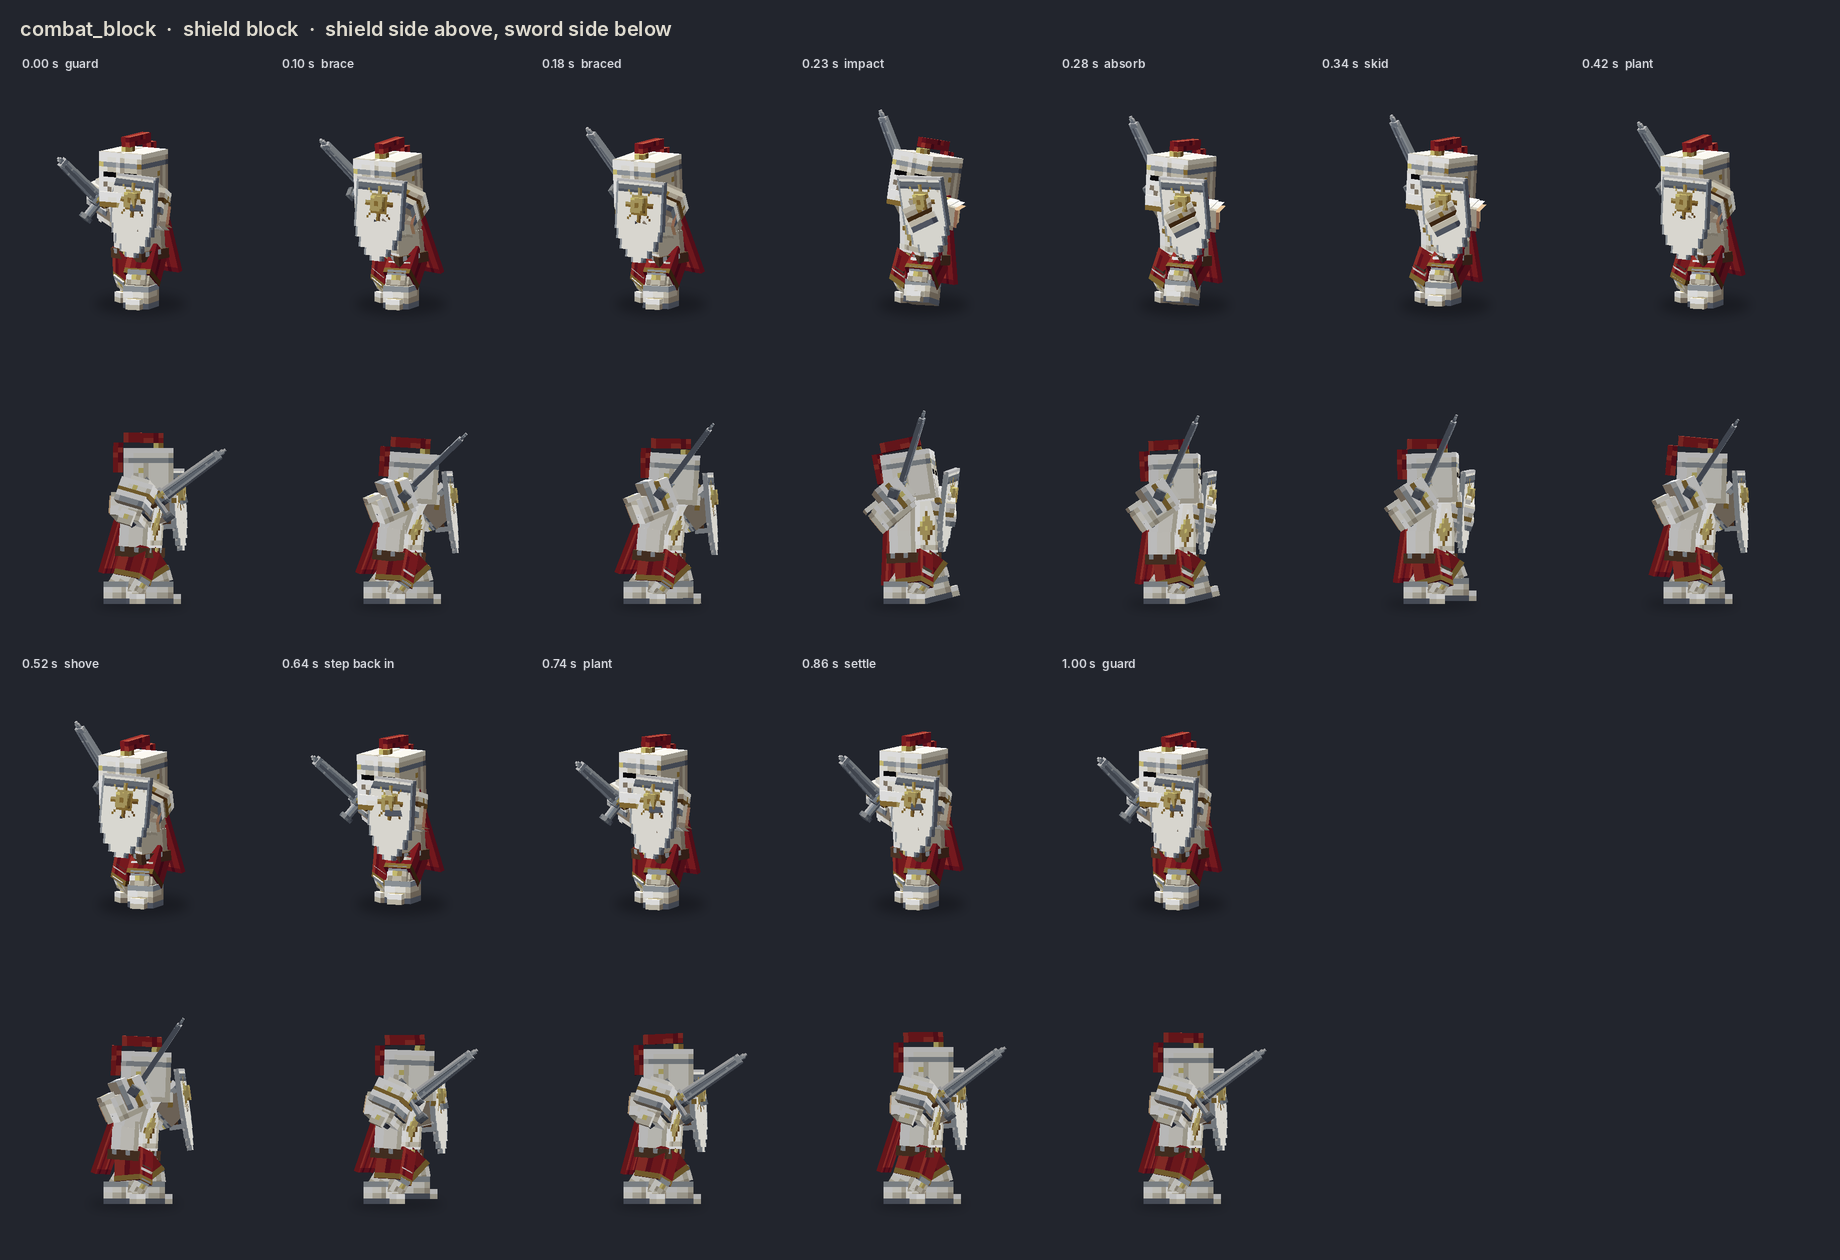 combat_block · shield block · shield side above, sword side below
0.00 s guard
0.10 s brace
0.18 s braced
0.23 s impact
0.28 s absorb
0.34 s skid
0.42 s plant
0.52 s shove
0.64 s step back in
0.74 s plant
0.86 s settle
1.00 s guard